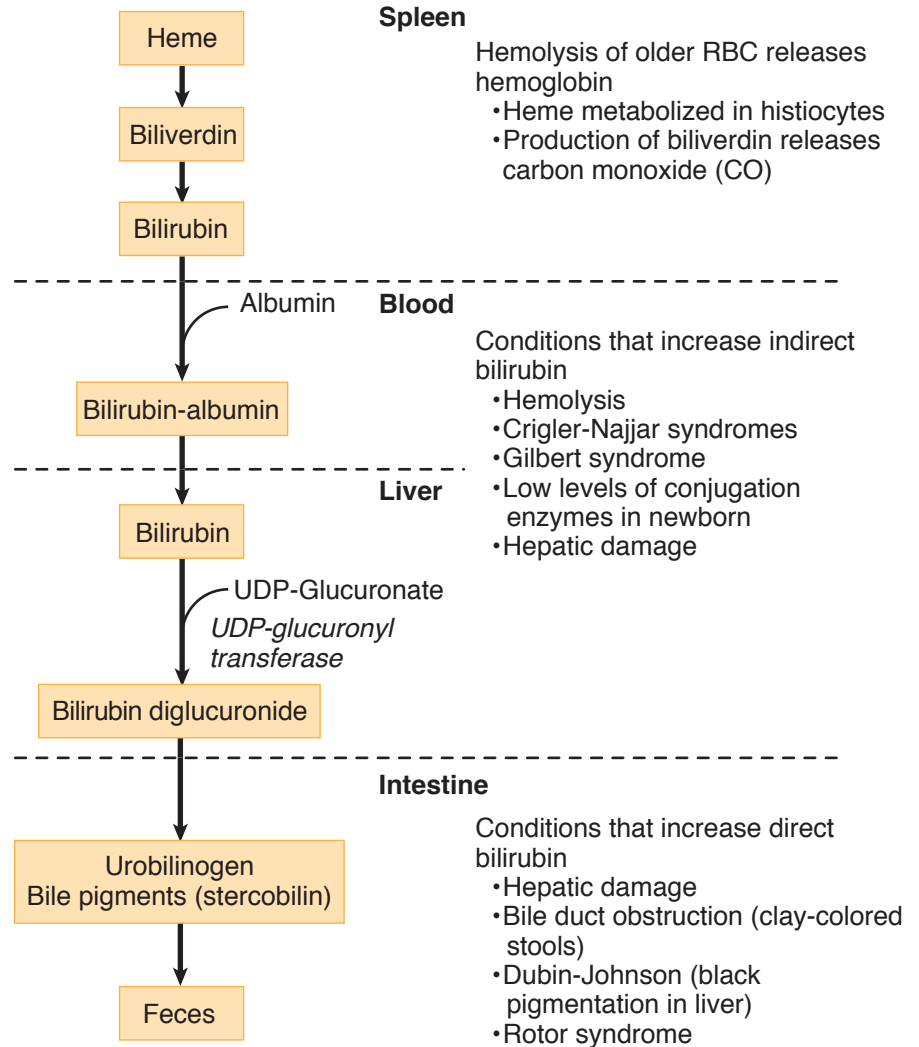 Spleen
Heme
Hemolysis of older RBC releases
hemoglobin
•Heme metabolized in histiocytes
•Production of biliverdin releases
carbon monoxide (CO)
Biliverdin
Bilirubin
Albumin
Blood
Conditions that increase indirect
bilirubin
•Hemolysis
•Crigler-Najjar syndromes
•Gilbert syndrome
•Low levels of conjugation
enzymes in newborn
•Hepatic damage
Bilirubin-albumin
Liver
Bilirubin
UDP-Glucuronate
UDP-glucuronyl
transferase
Bilirubin diglucuronide
Intestine
Conditions that increase direct
bilirubin
•Hepatic damage
•Bile duct obstruction (clay-colored
stools)
•Dubin-Johnson (black
pigmentation in liver)
•Rotor syndrome
Urobilinogen
Bile pigments (stercobilin)
Feces